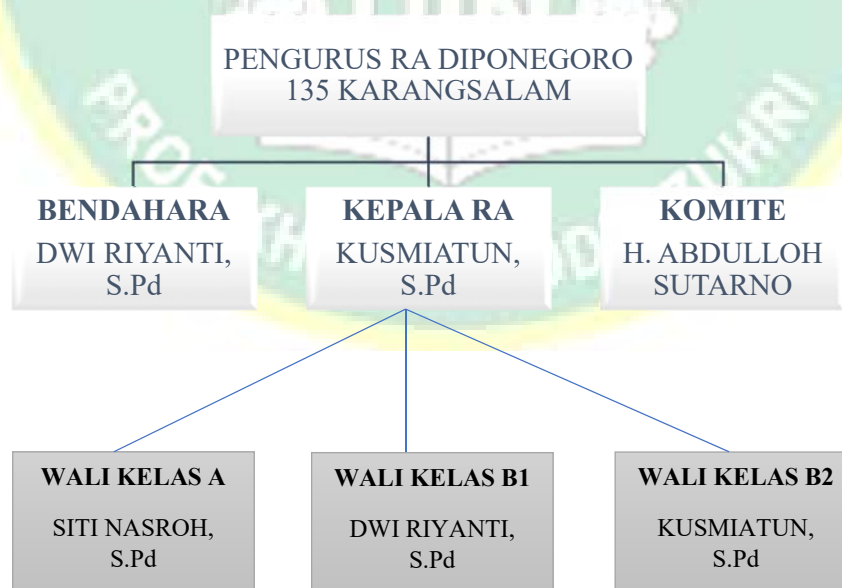 PENGURUS RA DIPONEGORO
135 KARANGSALAM
BENDAHARA
DWI RIYANTI,
S.Pd
KEPALA RA
KUSMIATUN,
S.Pd
KOMITE
H. ABDULLOH
SUTARNO
WALI KELAS A
SITI NASROH,
S.Pd
WALI KELAS B1
DWI RIYANTI,
S.Pd
WALI KELAS B2
KUSMIATUN,
S.Pd